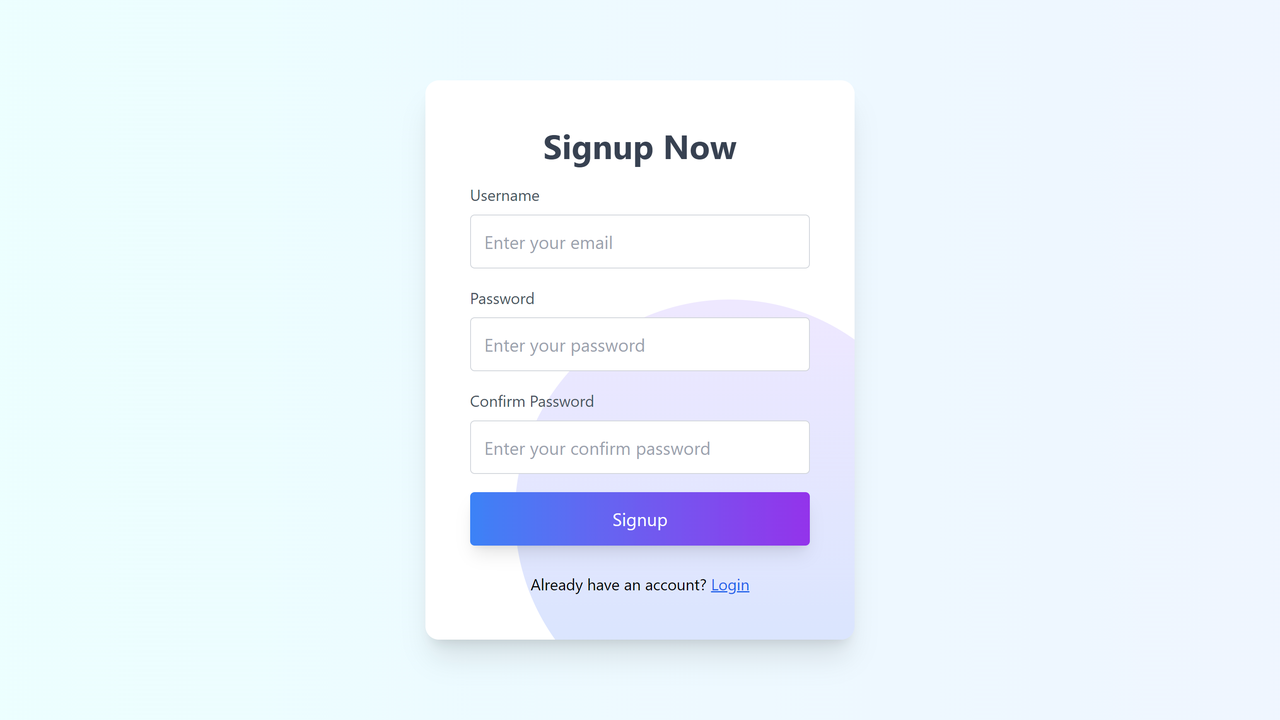 Signup Now
Username
Enter your email
Password
Enter your password
Confirm Password
Enter your confirm password
Signup
Already have an account? Login